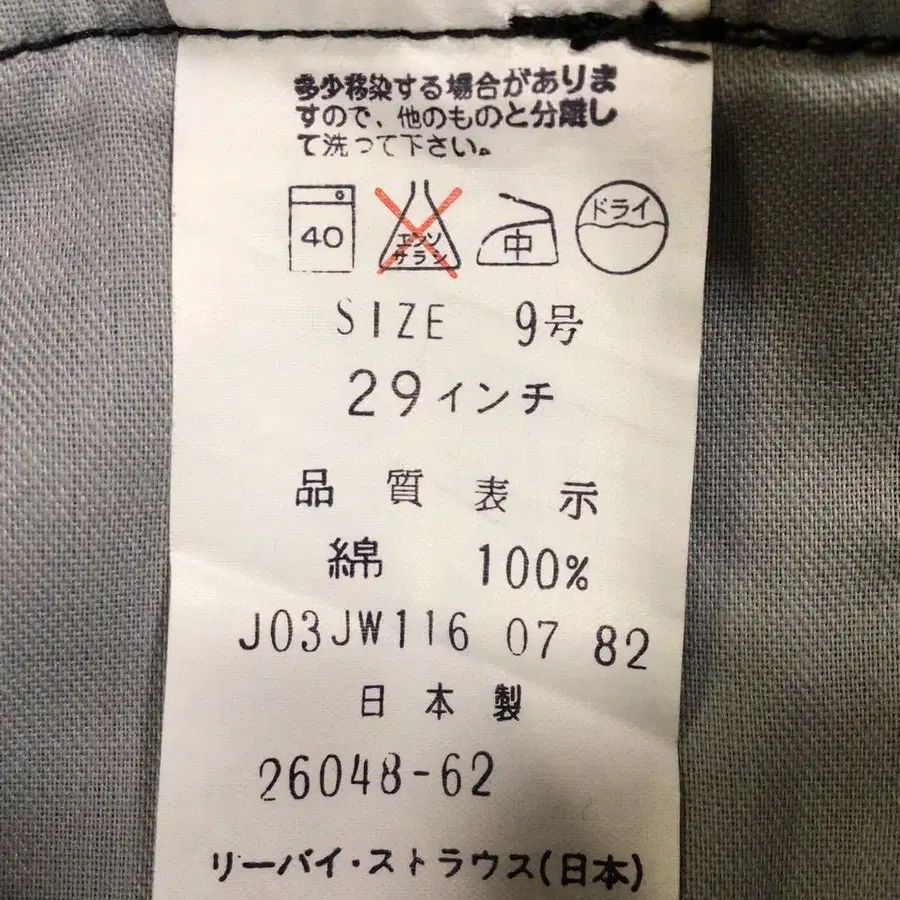 多少移染する場合がありま
すので、他のものと分離し
て洗って下さい。
40 エンソサラシ 中 ドライ
SIZE 9号
29インチ
品質表示
綿 100%
J03JW116 07 82
日本製
26048-62
リーバイ・ストラウス(日本)